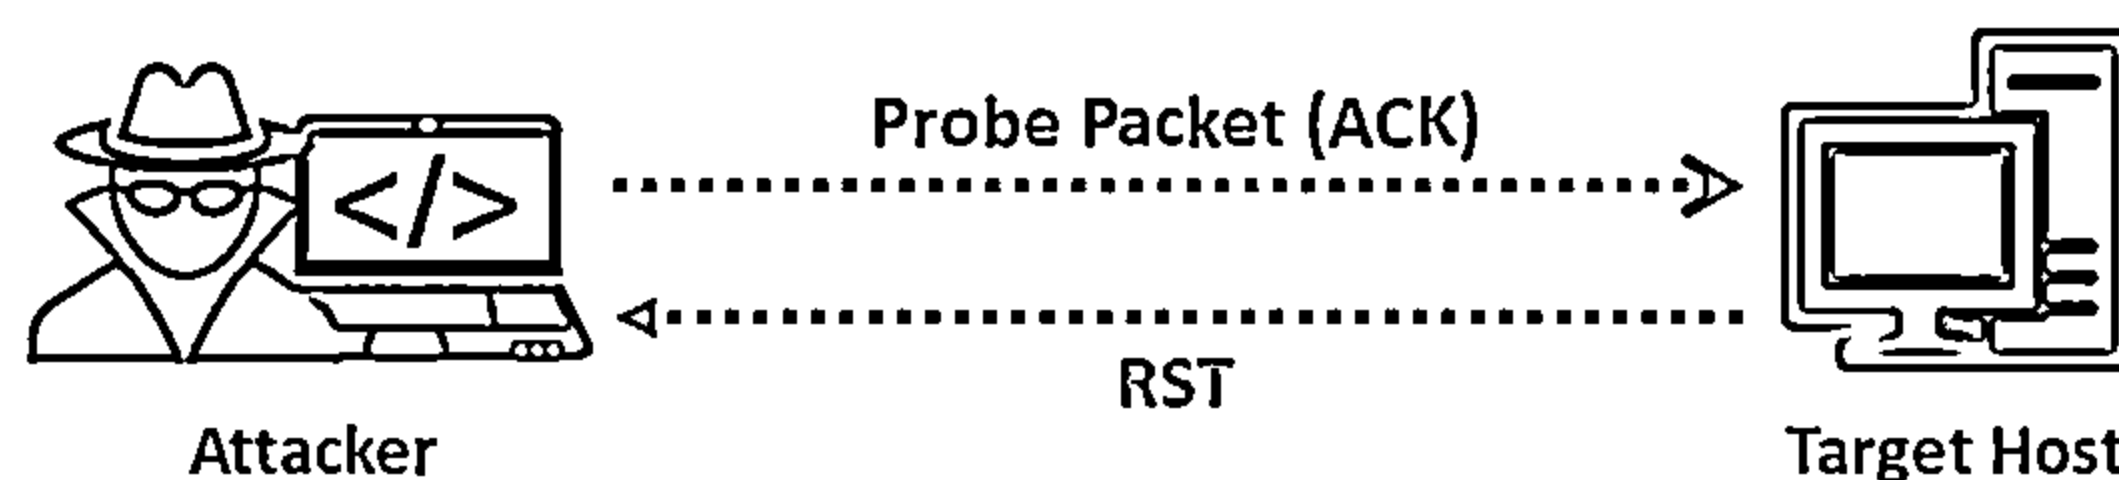 Probe Packet (ACK)
</>
RST
Attacker
Target Host